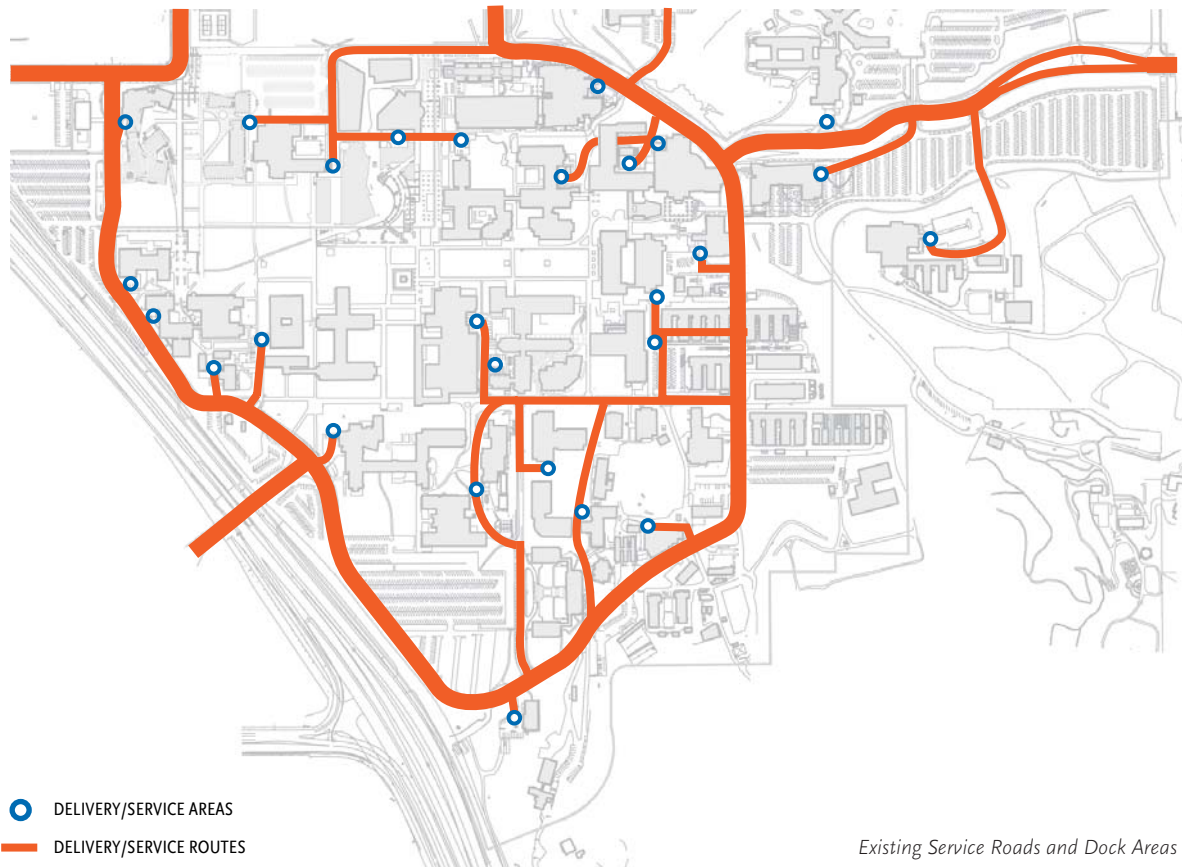 DELIVERY/SERVICE AREAS
DELIVERY/SERVICE ROUTES
Existing Service Roads and Dock Areas